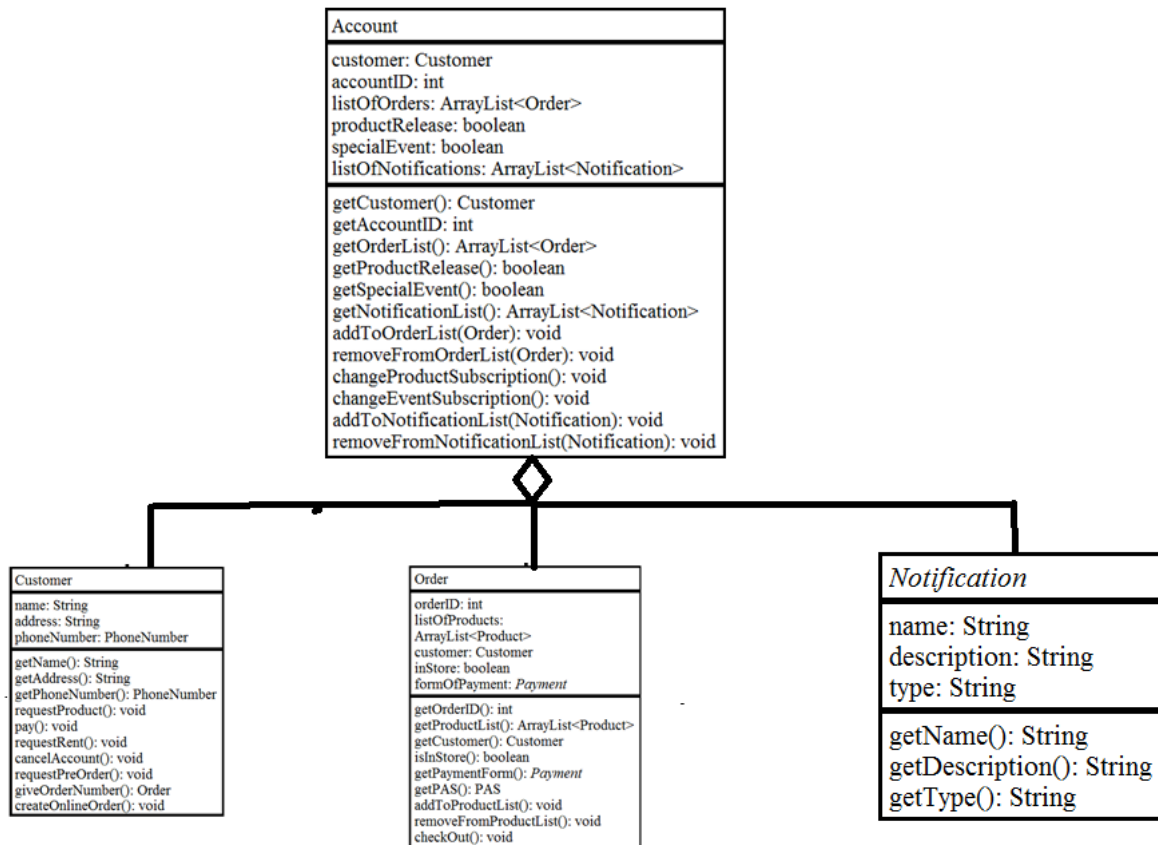 Account
customer: Customer
accountID: int
listOfOrders: ArrayList<Order>
productRelease: boolean
specialEvent: boolean
listOfNotifications: ArrayList<Notification>
getCustomer(): Customer
getAccountID: int
getOrderList(): ArrayList<Order>
getProductRelease(): boolean
getSpecialEvent(): boolean
getNotificationList(): ArrayList<Notification>
addToOrderList(Order): void
removeFromOrderList(Order): void
changeProductSubscription(): void
changeEventSubscription(): void
addToNotificationList(Notification): void
removeFromNotificationList(Notification): void
Customer
name: String
address: String
phoneNumber: PhoneNumber
getName(): String
getAddress(): String
getPhoneNumber(): PhoneNumber
requestProduct(): void
pay(): void
requestRent(): void
cancelAccount(): void
requestPreOrder(): void
giveOrderNumber(): Order
createOnlineOrder(): void
Order
orderID: int
listOfProducts:
ArrayList<Product>
customer: Customer
inStore: boolean
formOfPayment: Payment
getOrderID(): int
getProductList(): ArrayList<Product>
getCustomer(): Customer
isInStore(): boolean
getPaymentForm(): Payment
getPAS(): PAS
addToProductList(): void
removeFromProductList(): void
checkOut(): void
Notification
name: String
description: String
type: String
getName(): String
getDescription(): String
getType(): String